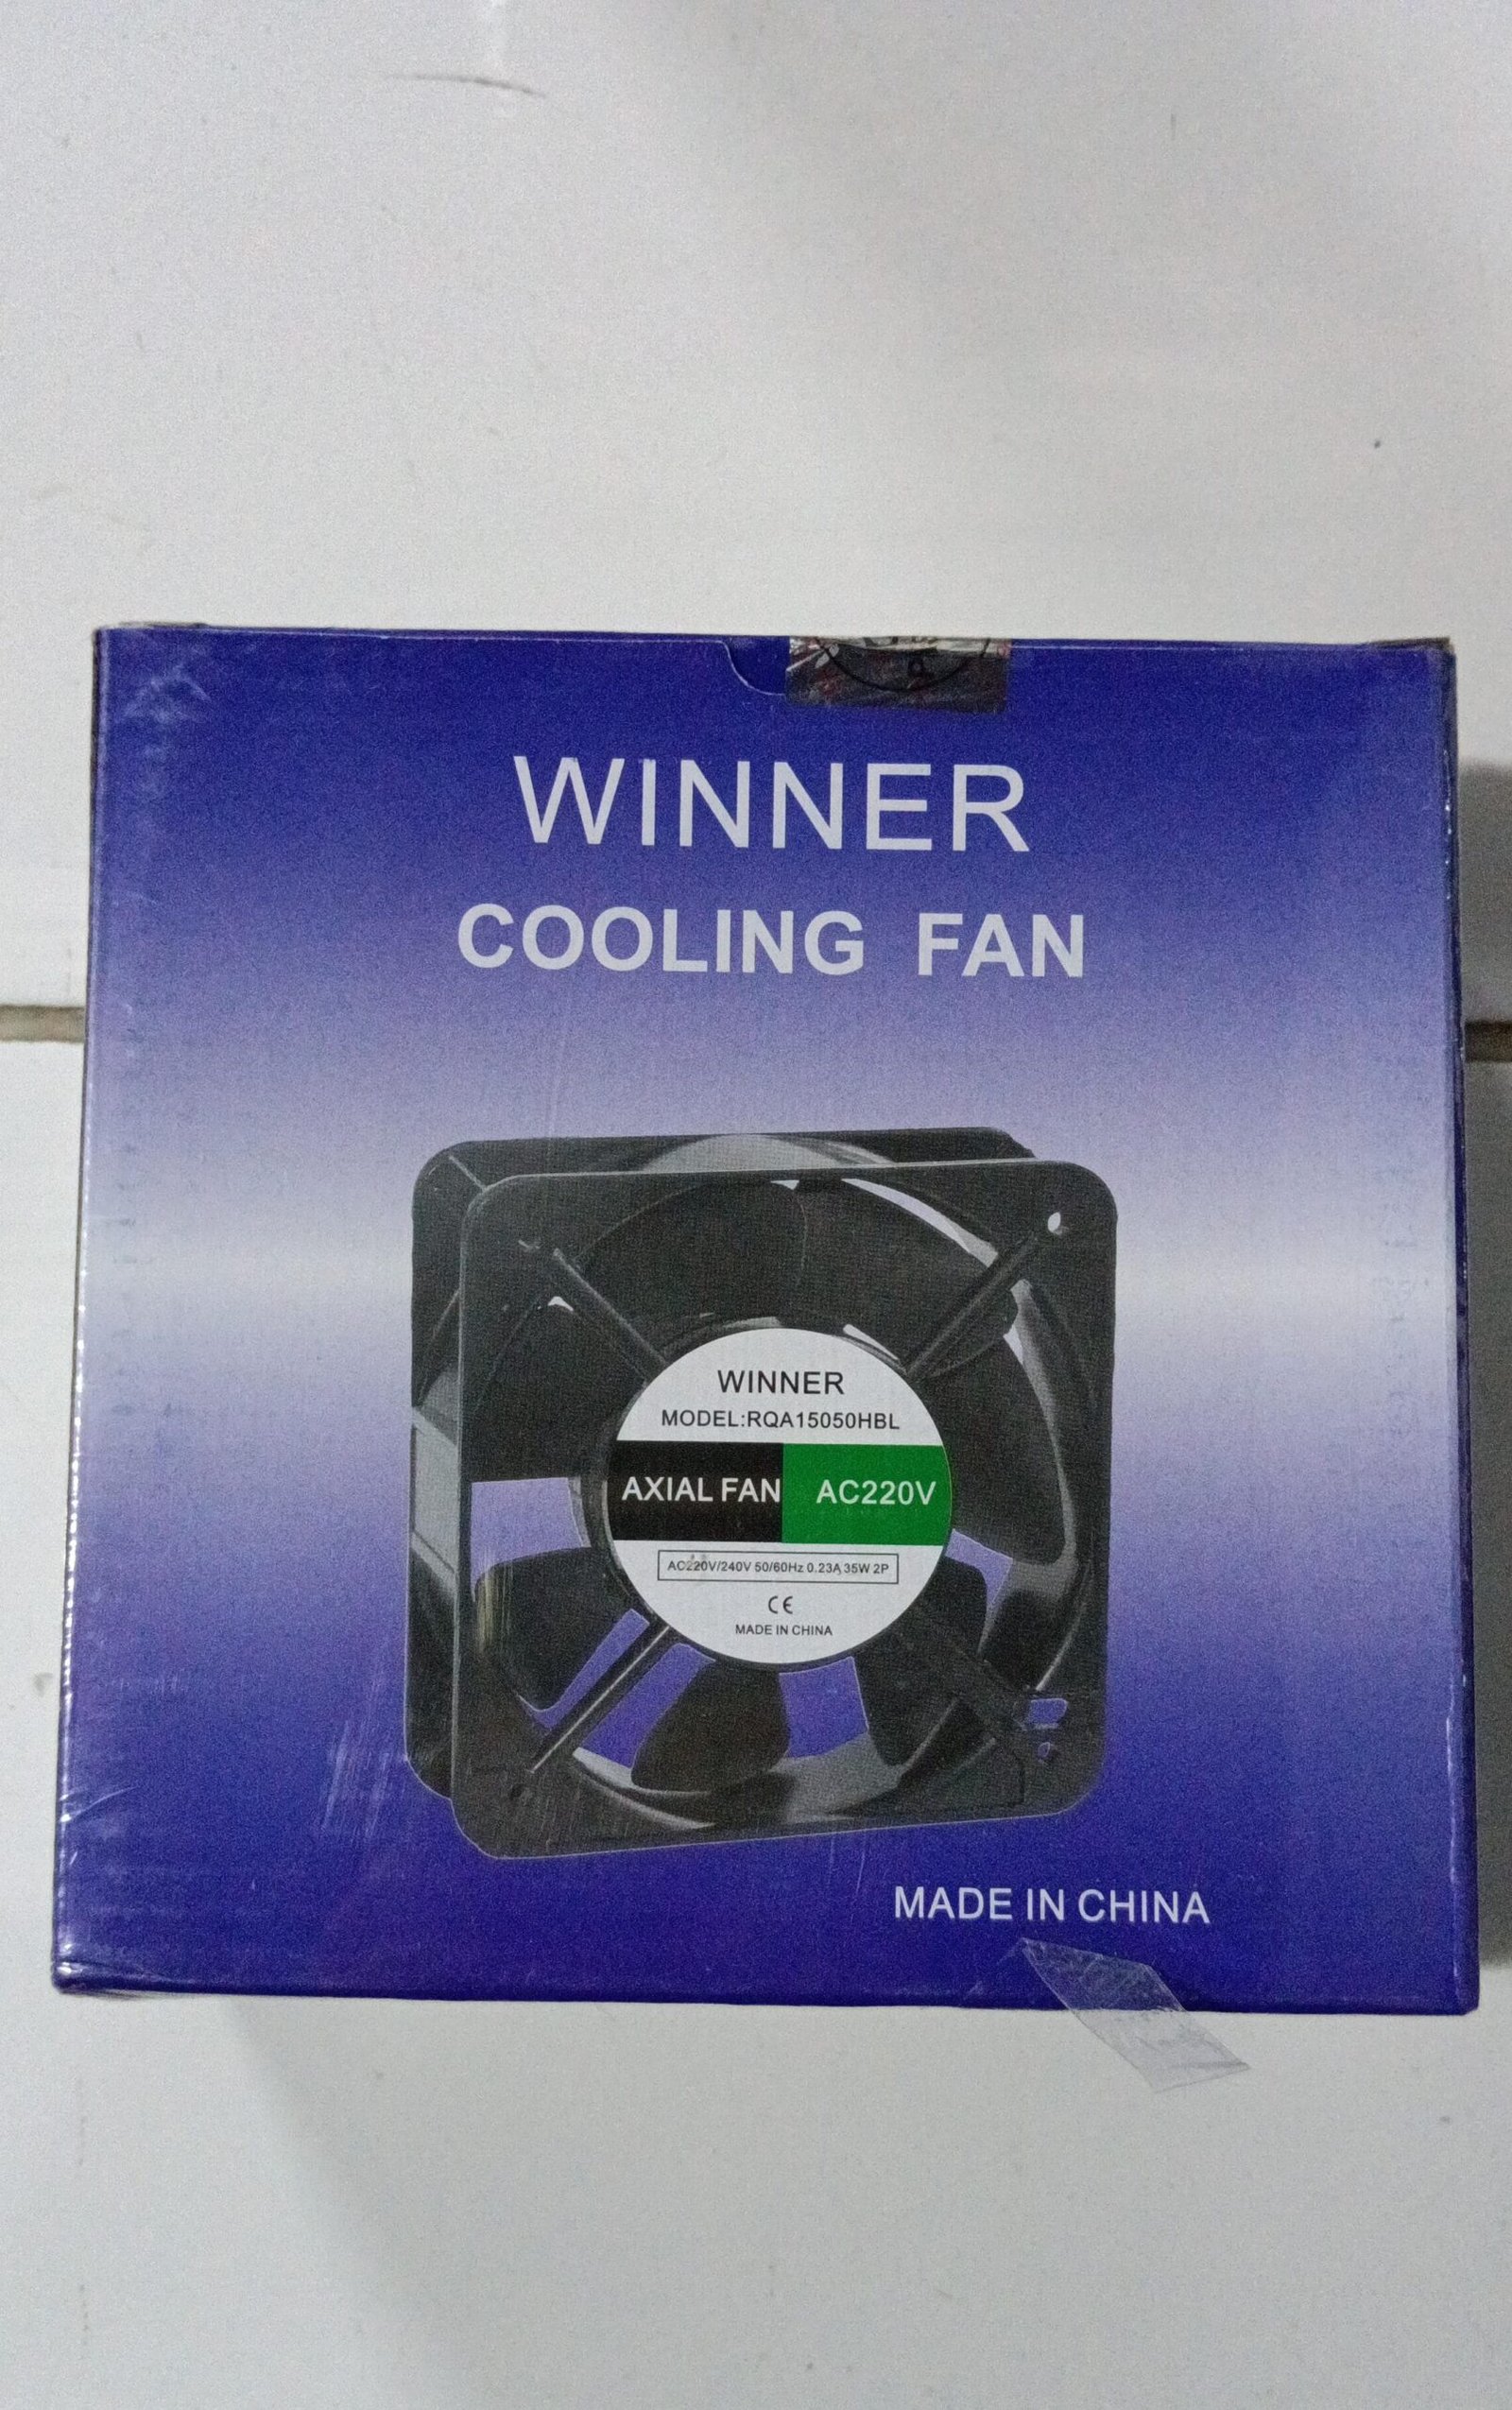 WINNER
COOLING FAN
WINNER
MODEL:RQA15050HBL
AXIAL FAN AC220V
AC220V/240V 50/60Hz 0.23A 35W 2P
CE
MADE IN CHINA
MADE IN CHINA